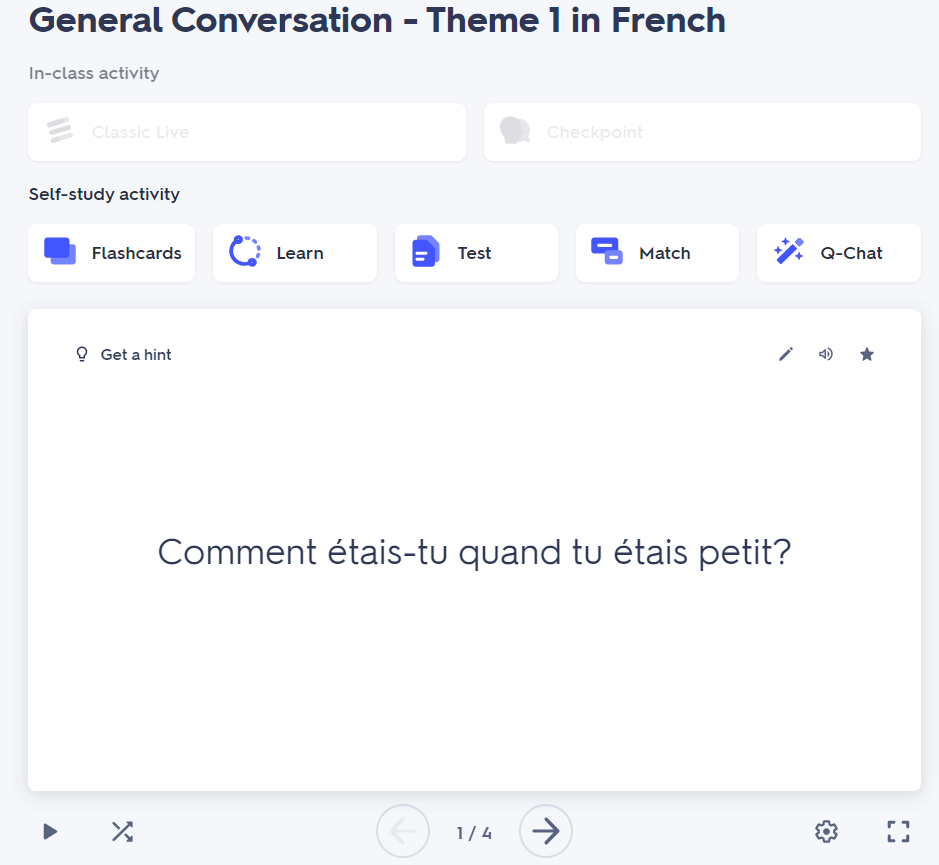 General Conversation - Theme 1 in French
In-class activity
Classic Live
Checkpoint
Self-study activity
Flashcards
Learn
Test
Match
Q-Chat
Get a hint
Comment étais-tu quand tu étais petit?
1 / 4